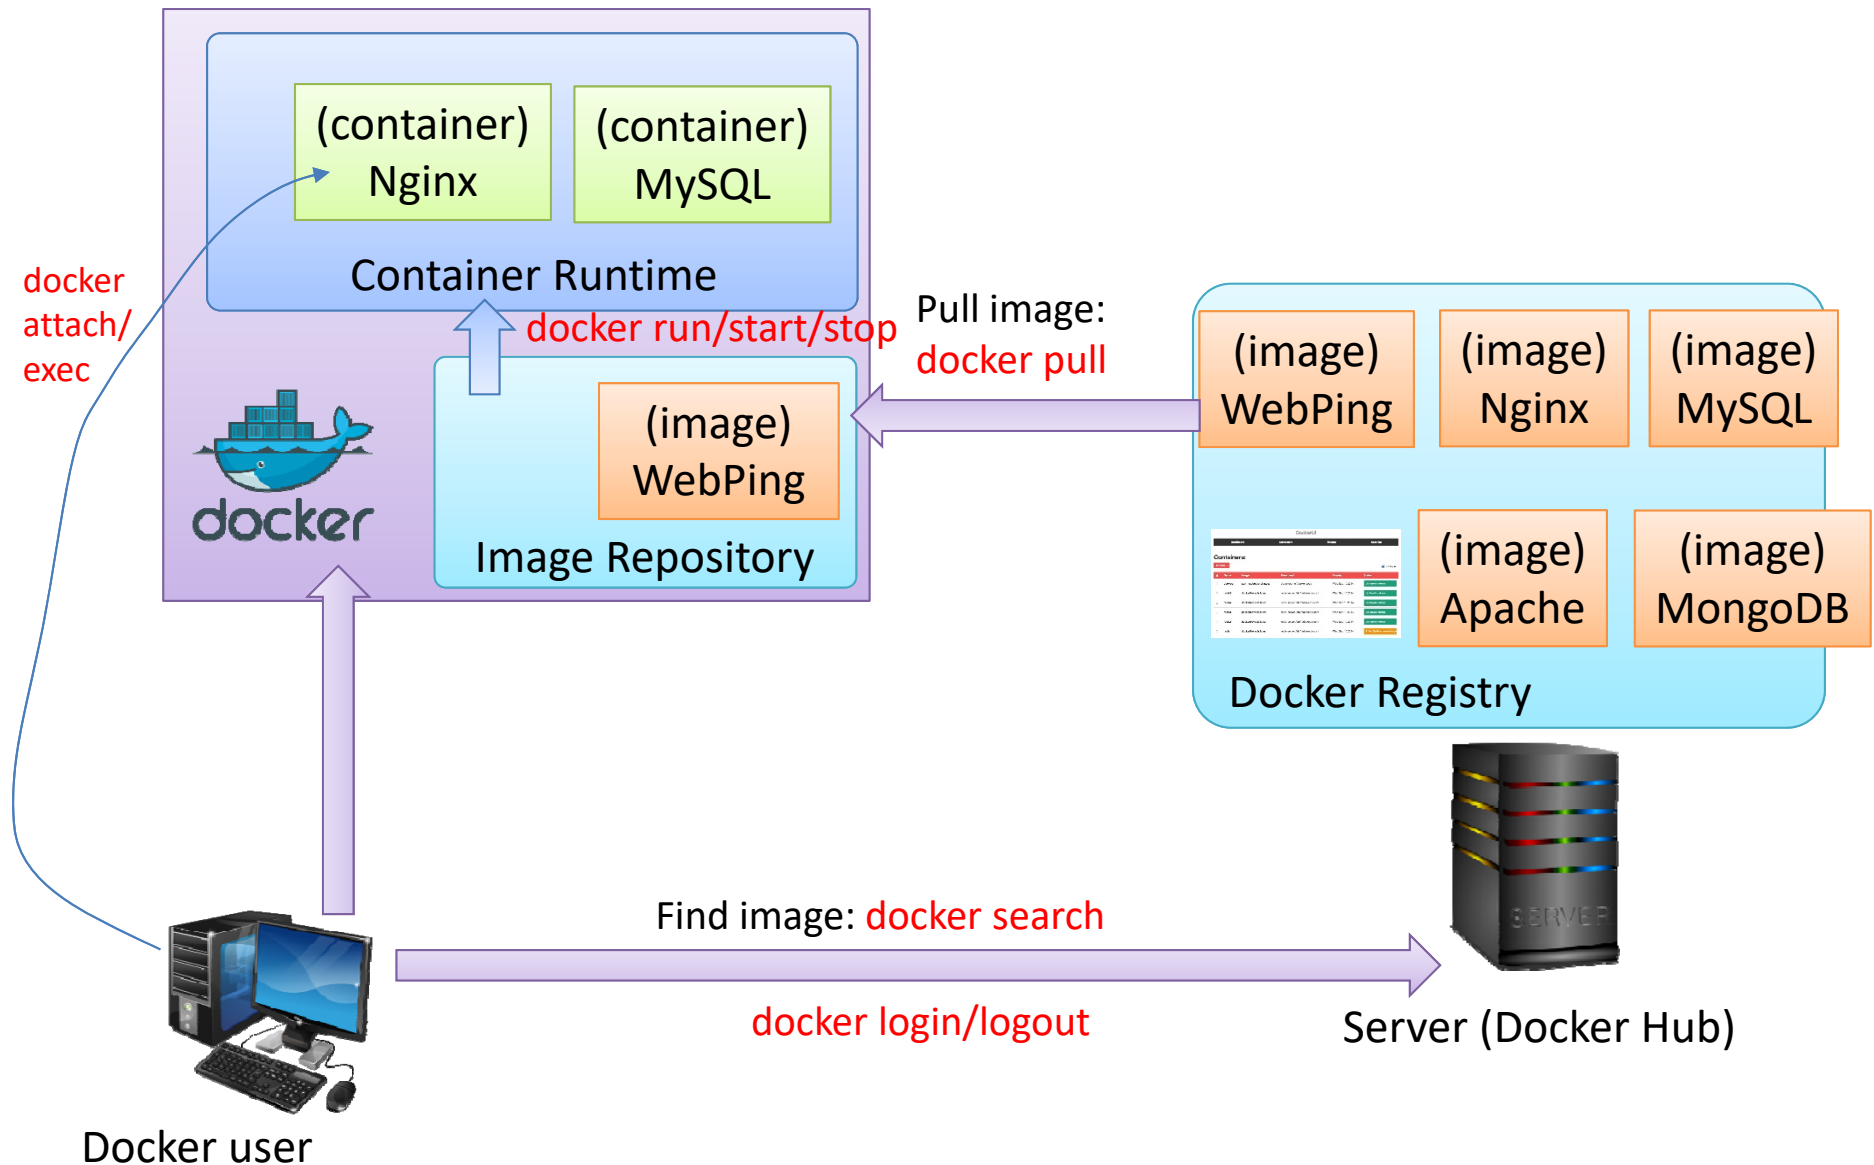 (container)
Nginx
(container)
MySQL
Container Runtime
docker
attach/
exec
docker run/start/stop
Pull image:
docker pull
(image)
WebPing
Image Repository
docker
(image)
WebPing
(image)
Nginx
(image)
MySQL
Containers:
(image)
Apache
(image)
MongoDB
Docker Registry
SERVER
Find image: docker search
docker login/logout
Server (Docker Hub)
Docker user